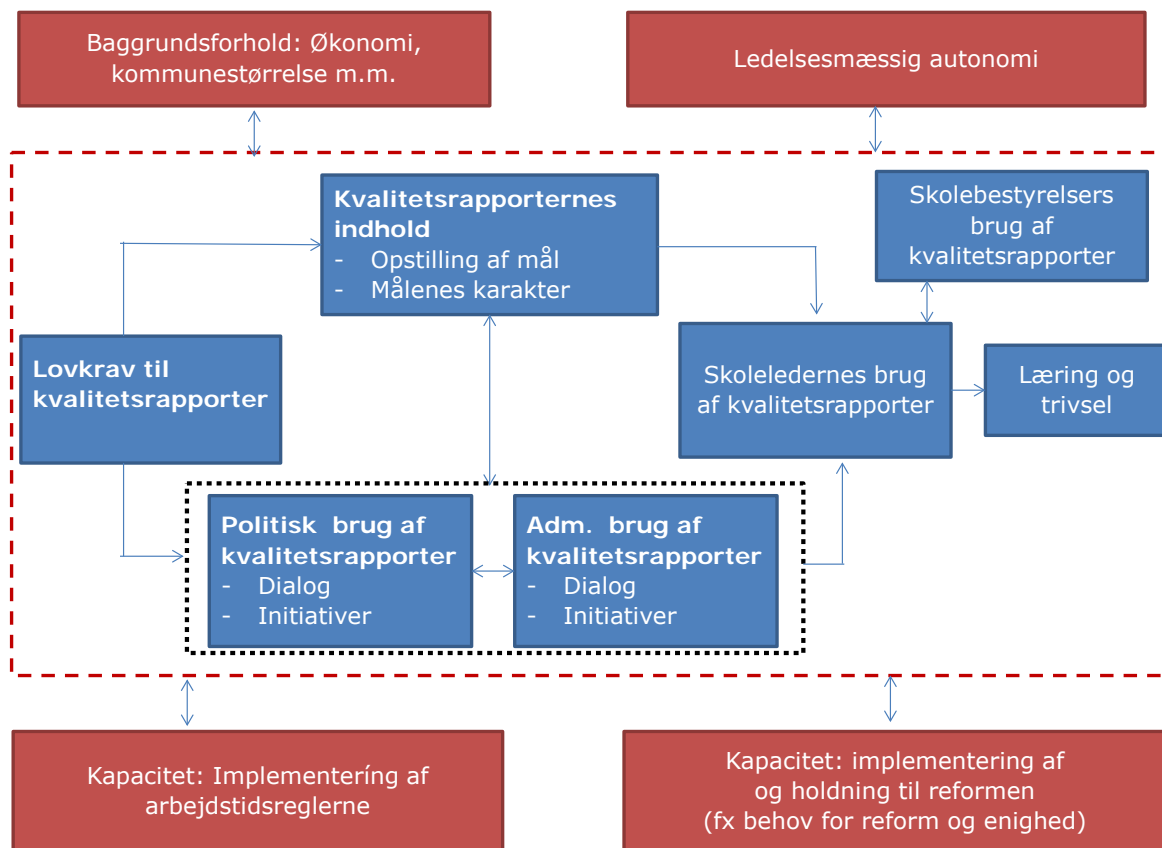 Baggrundsforhold: Økonomi,
kommunestørrelse m.m.
Ledelsesmæssig autonomi
Kvalitetsrapporternes
indhold
- Opstilling af mål
- Målenes karakter
Skolebestyrelsers
brug af
kvalitetsrapporter
Lovkrav til
kvalitetsrapporter
Skoleledernes brug
af kvalitetsrapporter
Læring og
trivsel
Politisk brug af
kvalitetsrapporter
- Dialog
- Initiativer
Adm. brug af
kvalitetsrapporter
- Dialog
- Initiativer
Kapacitet: Implementeríng af
arbejdstidsreglerne
Kapacitet: implementering af
og holdning til reformen
(fx behov for reform og enighed)